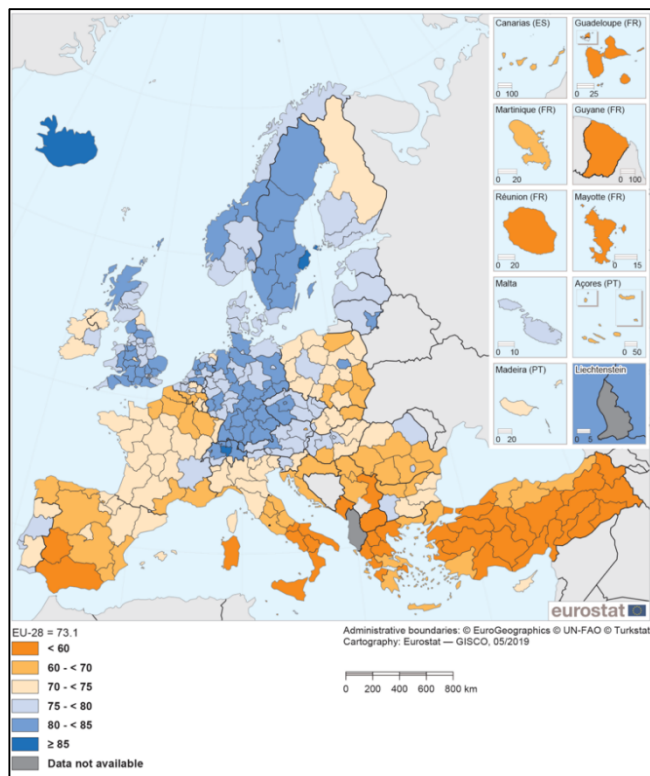 Canarias (ES)
0 100
Guadeloupe (FR)
0 25
Martinique (FR)
0 20
Guyane (FR)
0 100
Réunion (FR)
0 20
Mayotte (FR)
0 15
Malta
0 10
Açores (PT)
0 50
Madeira (PT)
0 20
Liechtenstein
0 5
eurostat
EU-28 = 73.1
< 60
60 - < 70
70 - < 75
75 - < 80
80 - < 85
≥ 85
Data not available
Administrative boundaries: © EuroGeographics © UN-FAO © Turkstat
Cartography: Eurostat — GISCO, 05/2019
0 200 400 600 800 km